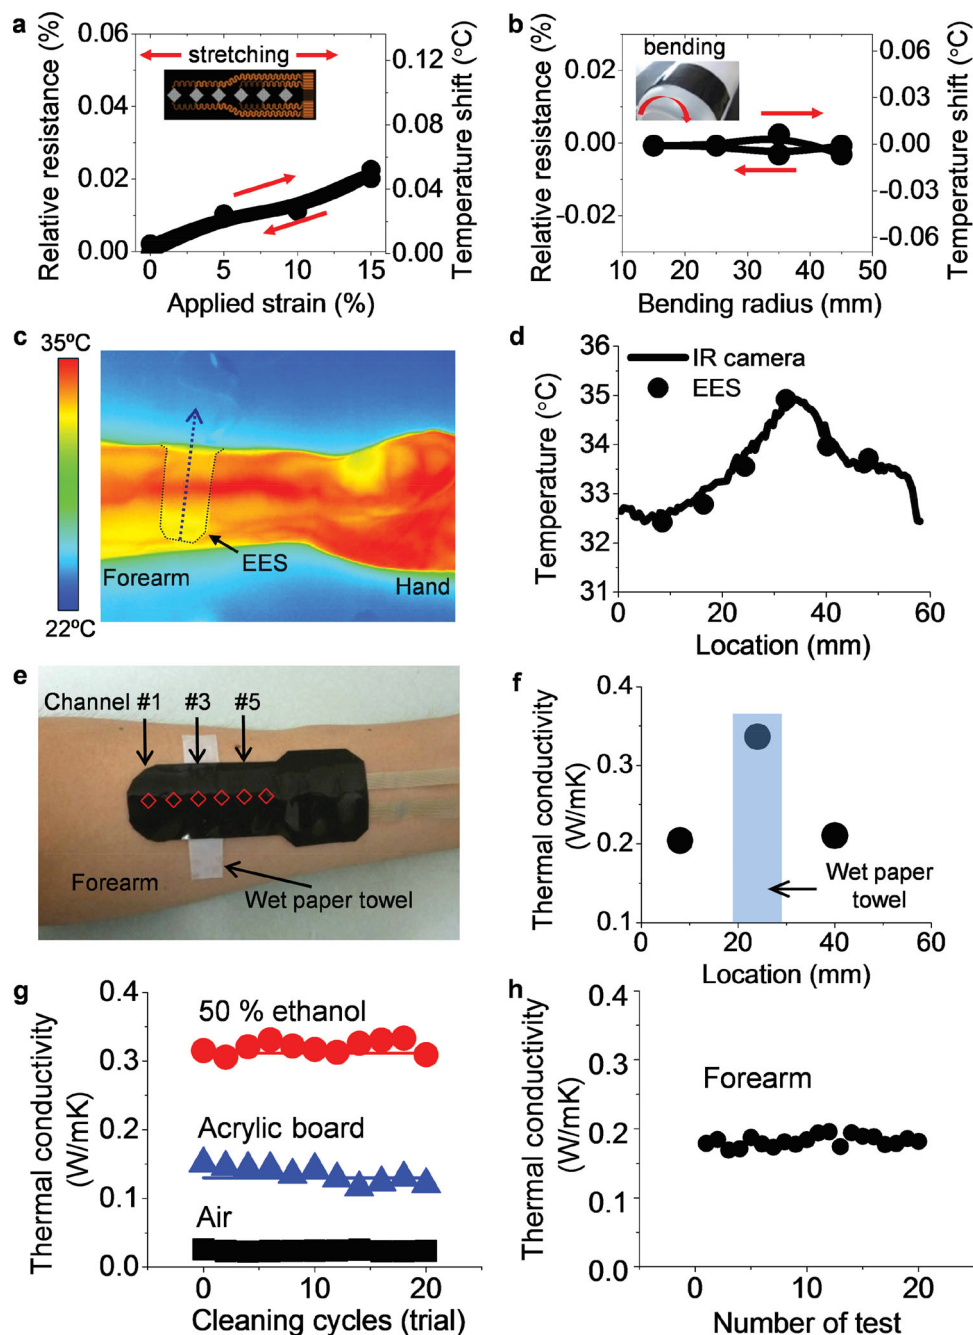 a
Relative resistance (%)
0.06
0.04
0.02
0.00
stretching
0.12
0.08
0.04
0.00
Temperature shift (°C)
0 5 10 15
Applied strain (%)
b
Relative resistance (%)
0.03
0.00
-0.02
bending
0.06
0.03
0.00
-0.03
-0.06
Temperature shift (°C)
10 20 30 40 50
Bending radius (mm)
c
35ºC
22ºC
Forearm
EES
Hand
d
Temperature (°C)
36
35
34
33
32
31
IR camera
EES
0 20 40 60
Location (mm)
e
Channel #1 #3 #5
Forearm
Wet paper towel
f
Thermal conductivity
(W/mK)
0.4
0.3
0.2
0.1
Wet paper
towel
0 20 40 60
Location (mm)
g
Thermal conductivity
(W/mK)
0.4
0.3
0.2
0.1
0.0
50 % ethanol
Acrylic board
Air
0 10 20
Cleaning cycles (trial)
h
Thermal conductivity
(W/mK)
0.4
0.3
0.2
0.1
0.0
Forearm
0 10 20
Number of test